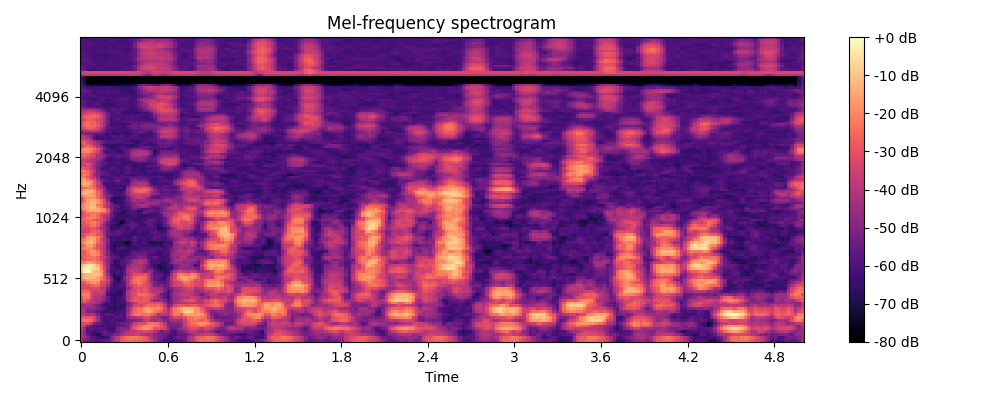 Mel-frequency spectrogram
Hz
4096
2048
1024
512
0
0 0.6 1.2 1.8 2.4 3 3.6 4.2 4.8
Time
+0 dB
-10 dB
-20 dB
-30 dB
-40 dB
-50 dB
-60 dB
-70 dB
-80 dB